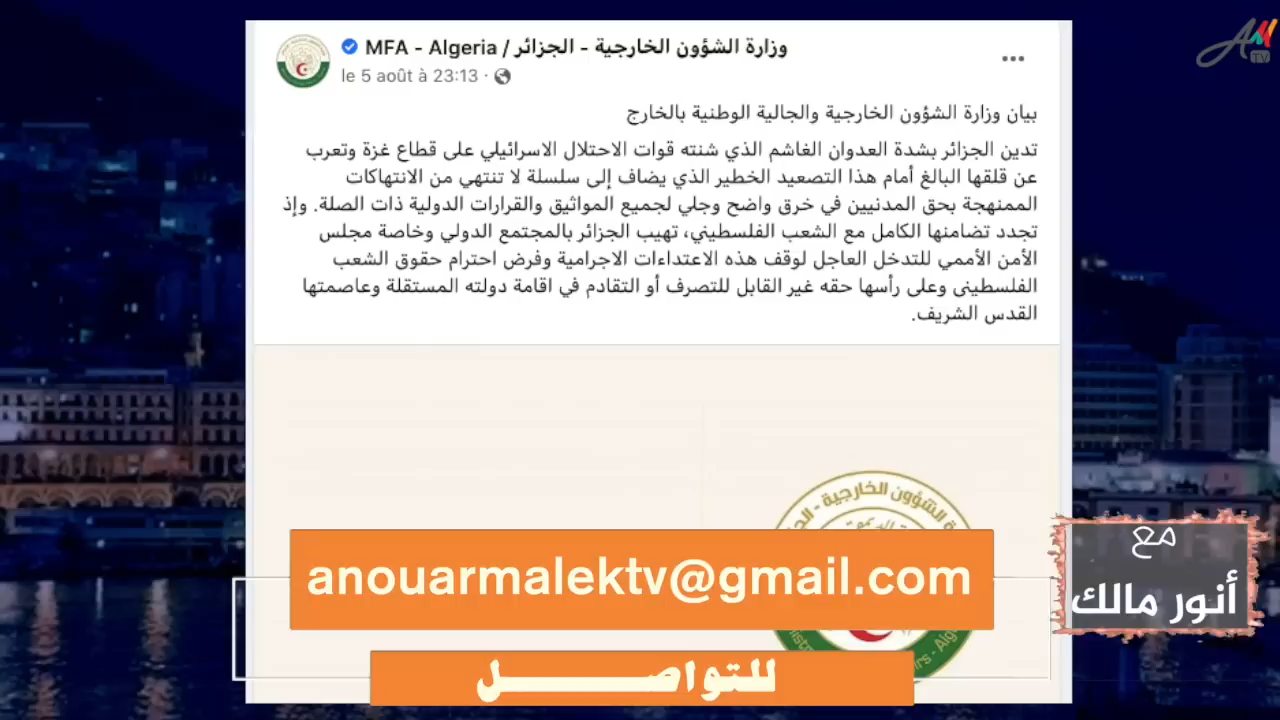 وزارة الشؤون الخارجية - الجزائر / MFA - Algeria
le 5 août à 23:13
بيان وزارة الشؤون الخارجية والجالية الوطنية بالخارج
تدين الجزائر بشدة العدوان الغاشم الذي شنته قوات الاحتلال الاسرائيلي على قطاع غزة وتعرب
عن قلقها البالغ أمام هذا التصعيد الخطير الذي يضاف إلى سلسلة لا تنتهي من الانتهاكات
الممنهجة بحق المدنيين في خرق واضح وجلي لجميع المواثيق والقرارات الدولية ذات الصلة. وإذ
تجدد تضامنها الكامل مع الشعب الفلسطيني، تهيب الجزائر بالمجتمع الدولي وخاصة مجلس
الأمن الأممي للتدخل العاجل لوقف هذه الاعتداءات الاجرامية وفرض احترام حقوق الشعب
الفلسطيني وعلى رأسها حقه غير القابل للتصرف أو التقادم في اقامة دولته المستقلة وعاصمتها
القدس الشريف.
الشؤون الخارجية
anouarmalektv@gmail.com
للتواصل
مع
أنور مالك
TV